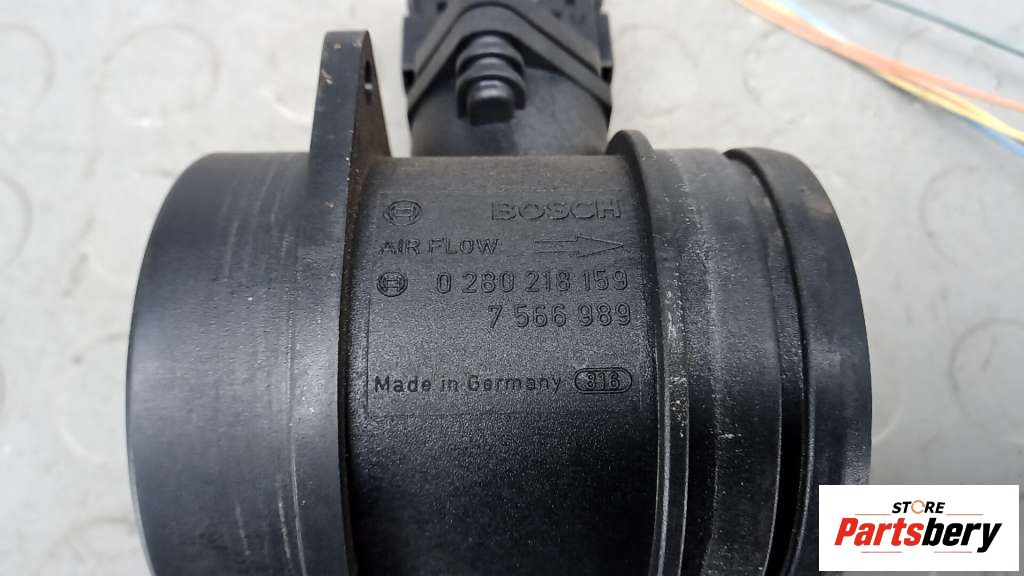 BOSCH
AIR FLOW
0 280 218 159
7 566 989
Made in Germany 316
STORE
Partsbery